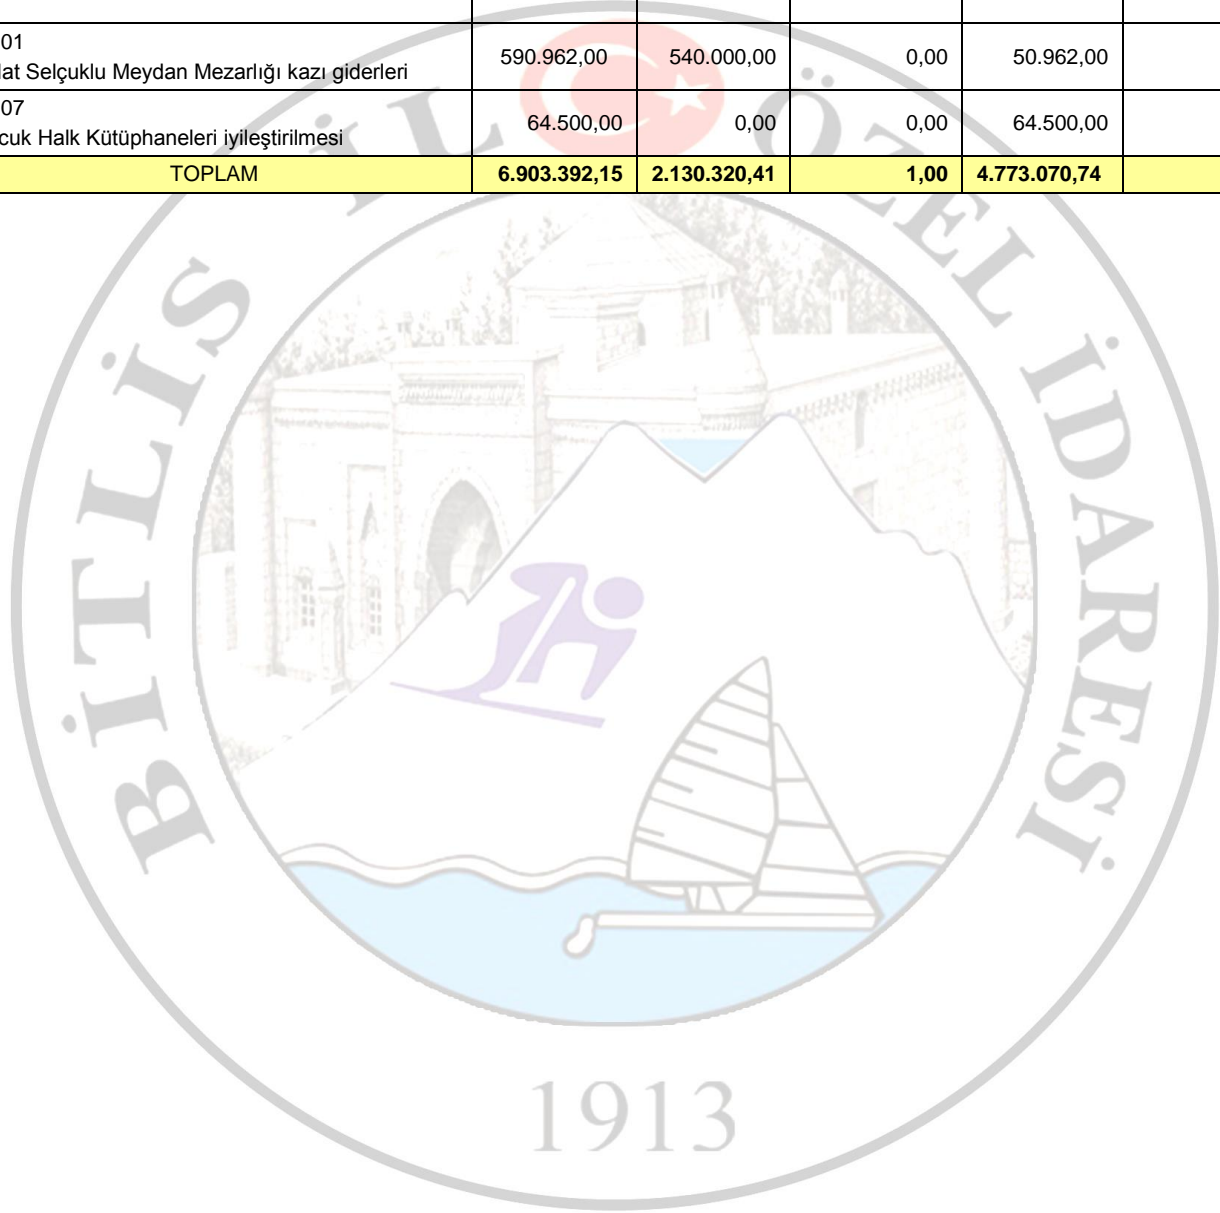 01
lat Selçuklu Meydan Mezarlığı kazı giderleri 590.962,00 540.000,00 0,00 50.962,00
07
cuk Halk Kütüphaneleri iyileştirilmesi 64.500,00 0,00 0,00 64.500,00
TOPLAM 6.903.392,15 2.130.320,41 1,00 4.773.070,74
BİTLİS İL ÖZEL İDARESİ
1913